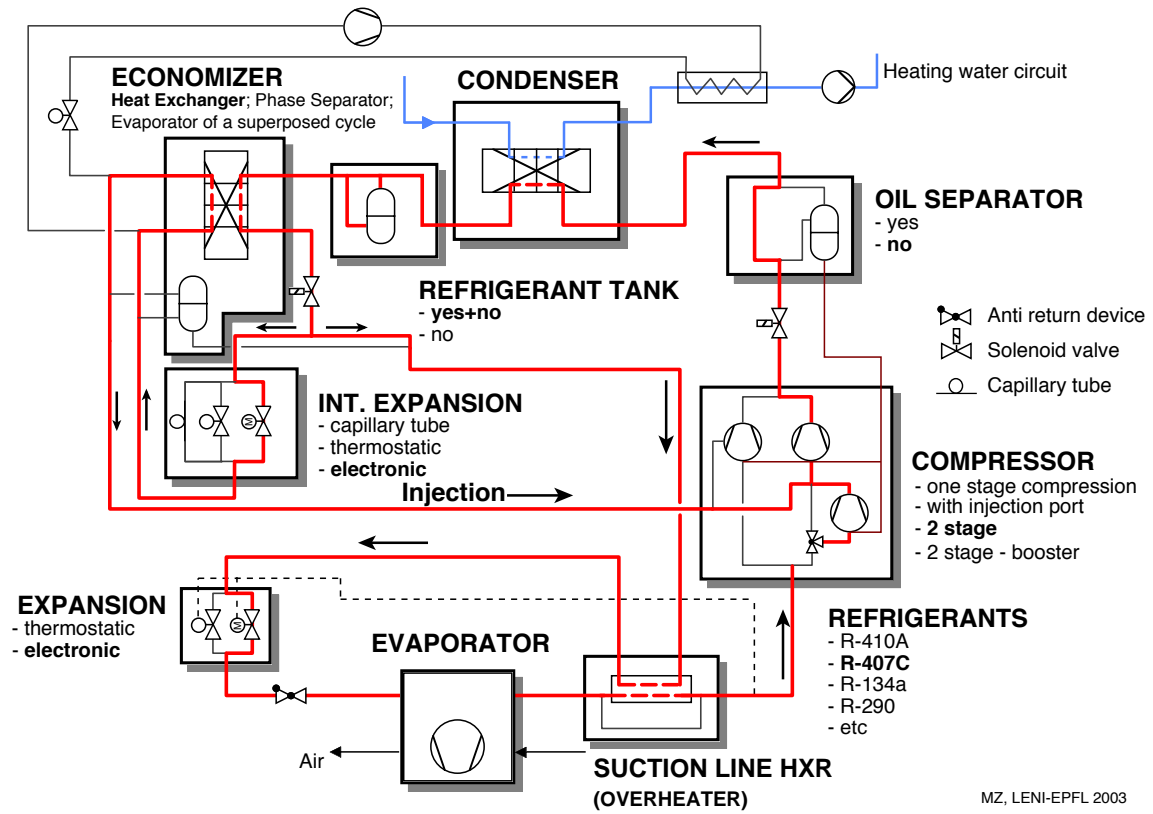 ECONOMIZER
Heat Exchanger; Phase Separator;
Evaporator of a superposed cycle
CONDENSER
Heating water circuit
OIL SEPARATOR
- yes
- no
REFRIGERANT TANK
- yes+no
- no
Anti return device
Solenoid valve
Capillary tube
INT. EXPANSION
- capillary tube
- thermostatic
- electronic
M
Injection
COMPRESSOR
- one stage compression
- with injection port
- 2 stage
- 2 stage - booster
EXPANSION
- thermostatic
- electronic
M
EVAPORATOR
Air
REFRIGERANTS
- R-410A
- R-407C
- R-134a
- R-290
- etc
SUCTION LINE HXR
(OVERHEATER)
MZ, LENI-EPFL 2003